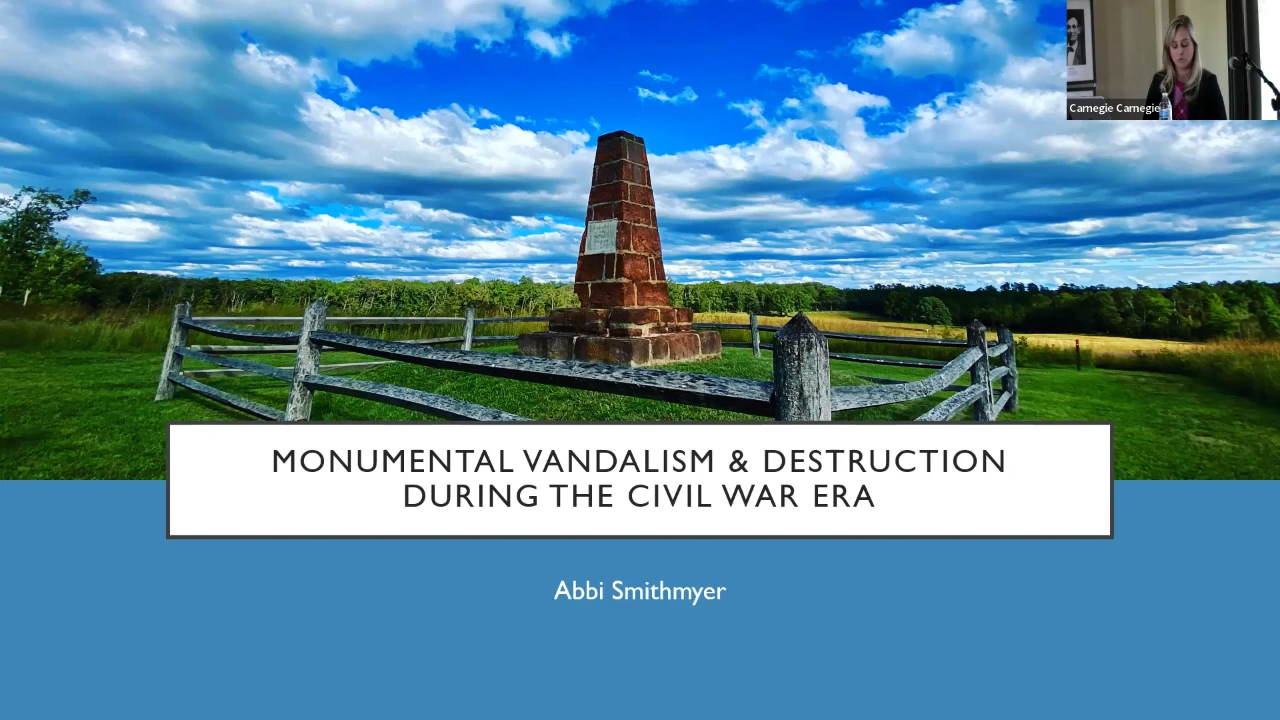 Carnegie Carnegie
MONUMENTAL VANDALISM & DESTRUCTION
DURING THE CIVIL WAR ERA
Abbi Smithmyer